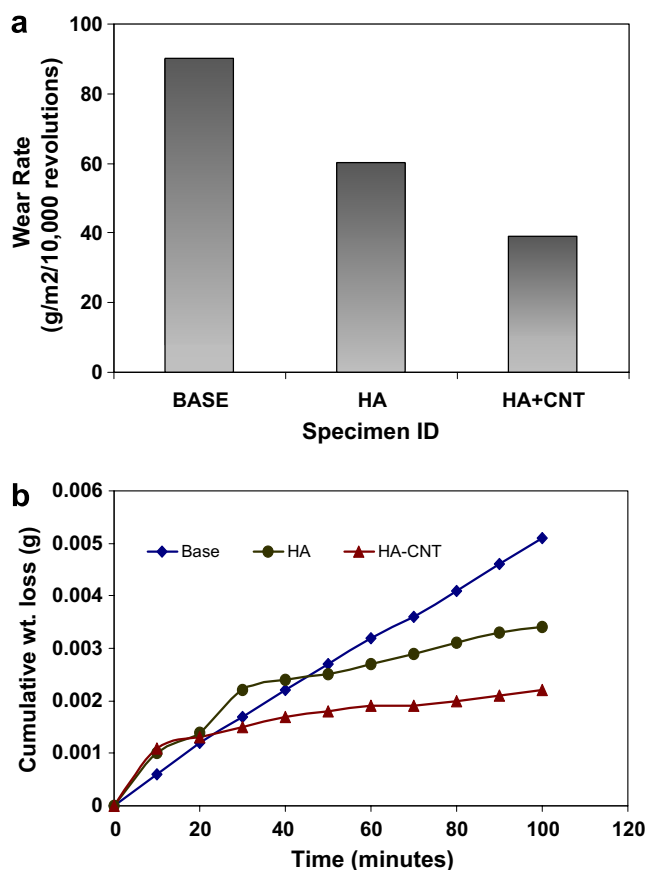 a
Wear Rate
(g/m2/10,000 revolutions)
100
80
60
40
20
0
BASE HA HA+CNT
Specimen ID
b
Cumulative wt. loss (g)
0.006
0.005
0.004
0.003
0.002
0.001
0
Base HA HA-CNT
0 20 40 60 80 100 120
Time (minutes)